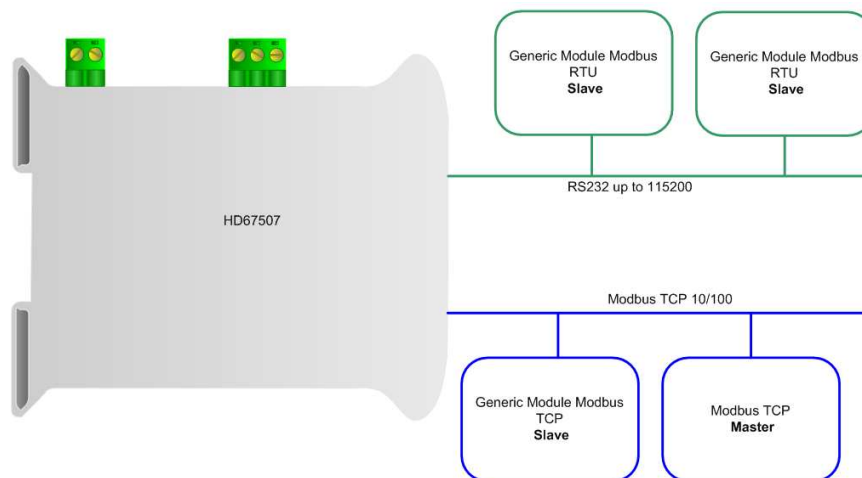 Generic Module Modbus
RTU
Slave
Generic Module Modbus
RTU
Slave
RS232 up to 115200
HD67507
Modbus TCP 10/100
Generic Module Modbus
TCP
Slave
Modbus TCP
Master